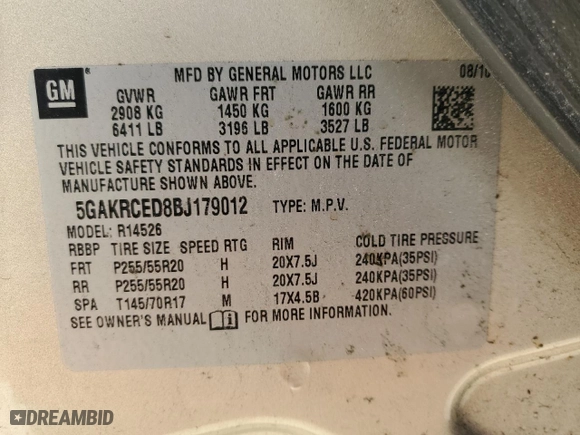 GM ®
MFD BY GENERAL MOTORS LLC 08/10
GVWR GAWR FRT GAWR RR
2908 KG 1450 KG 1600 KG
6411 LB 3196 LB 3527 LB
THIS VEHICLE CONFORMS TO ALL APPLICABLE U.S. FEDERAL MOTOR
VEHICLE SAFETY STANDARDS IN EFFECT ON THE DATE OF
MANUFACTURE SHOWN ABOVE.
5GAKRCED8BJ179012 TYPE: M.P.V.
MODEL: R14526
RBBP TIRE SIZE SPEED RTG RIM COLD TIRE PRESSURE
FRT P255/55R20 H 20X7.5J 240KPA(35PSI)
RR P255/55R20 H 20X7.5J 240KPA(35PSI)
SPA T145/70R17 M 17X4.5B 420KPA(60PSI)
SEE OWNER'S MANUAL FOR MORE INFORMATION.
DREAMBID